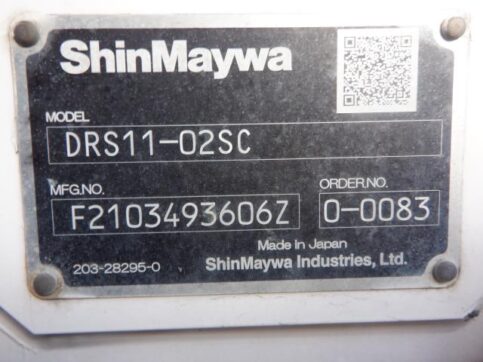 ShinMaywa
MODEL
DRS11-02SC
MFG.NO. ORDER.NO.
F2103493606Z 0-0083
Made in Japan
203-28295-0 ShinMaywa Industries, Ltd.